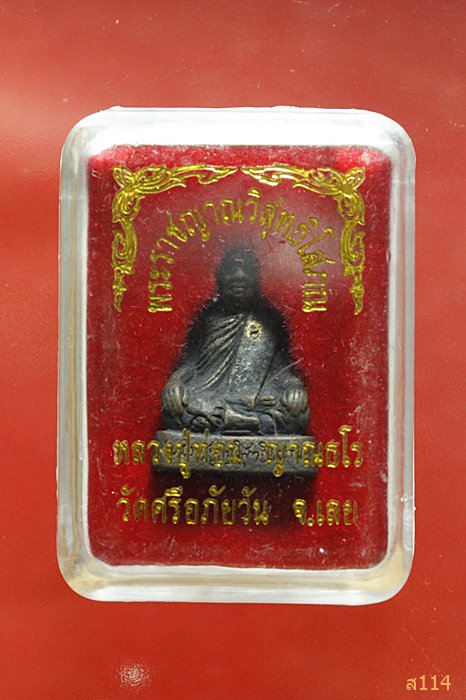 พระราชญาณวิสุทธิโสภณ
หลวงปู่ท่อน ญาณธโร
วัดศรีอภัยวัน จ.เลย
ส114